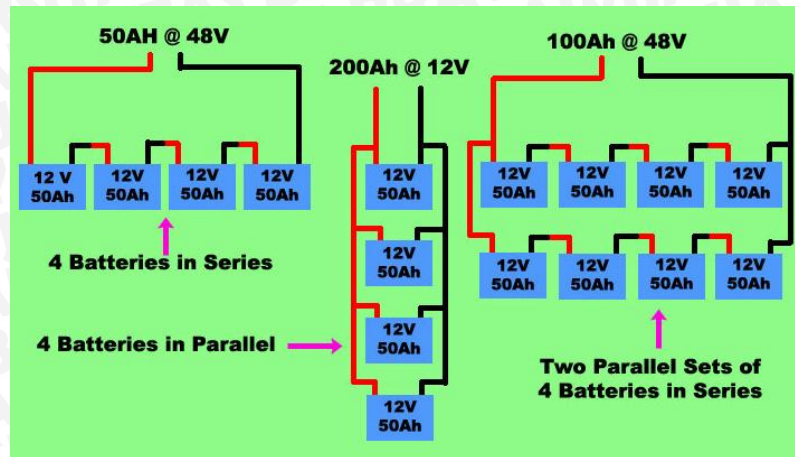 50AH @ 48V
12 V
50Ah
12V
50Ah
12V
50Ah
12V
50Ah
4 Batteries in Series
200Ah @ 12V
12V
50Ah
12V
50Ah
12V
50Ah
12V
50Ah
4 Batteries in Parallel
100Ah @ 48V
12V
50Ah
12V
50Ah
12V
50Ah
12V
50Ah
12V
50Ah
12V
50Ah
12V
50Ah
12V
50Ah
Two Parallel Sets of
4 Batteries in Series